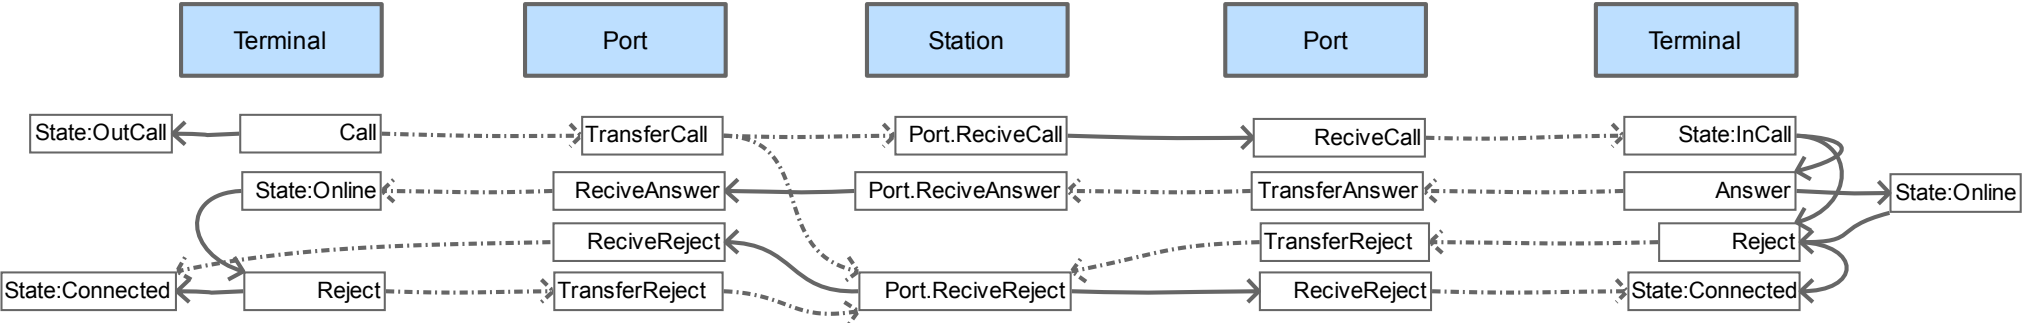 Terminal
Port
Station
Port
Terminal
State:OutCall
Call
TransferCall
Port.ReciveCall
ReciveCall
State:InCall
State:Online
ReciveAnswer
Port.ReciveAnswer
TransferAnswer
Answer
State:Online
ReciveReject
TransferReject
Reject
State:Connected
Reject
TransferReject
Port.ReciveReject
ReciveReject
State:Connected